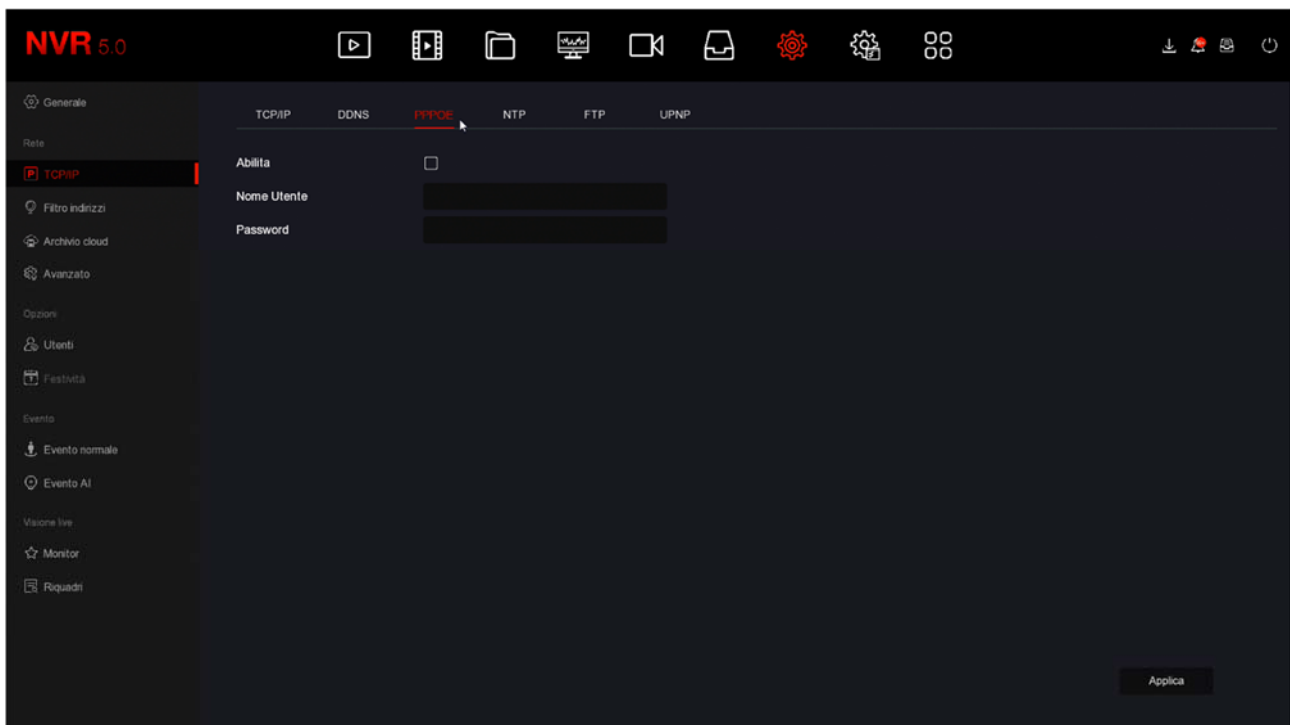 NVR 5.0
Generale
Rete
TCP/IP
Filtro indirizzi
Archivio cloud
Avanzato
Opzioni
Utenti
Festività
Evento
Evento normale
Evento AI
Visione live
Monitor
Riquadri
TCP/IP DDNS PPPOE NTP FTP UPNP
Abilita
Nome Utente
Password
Applica